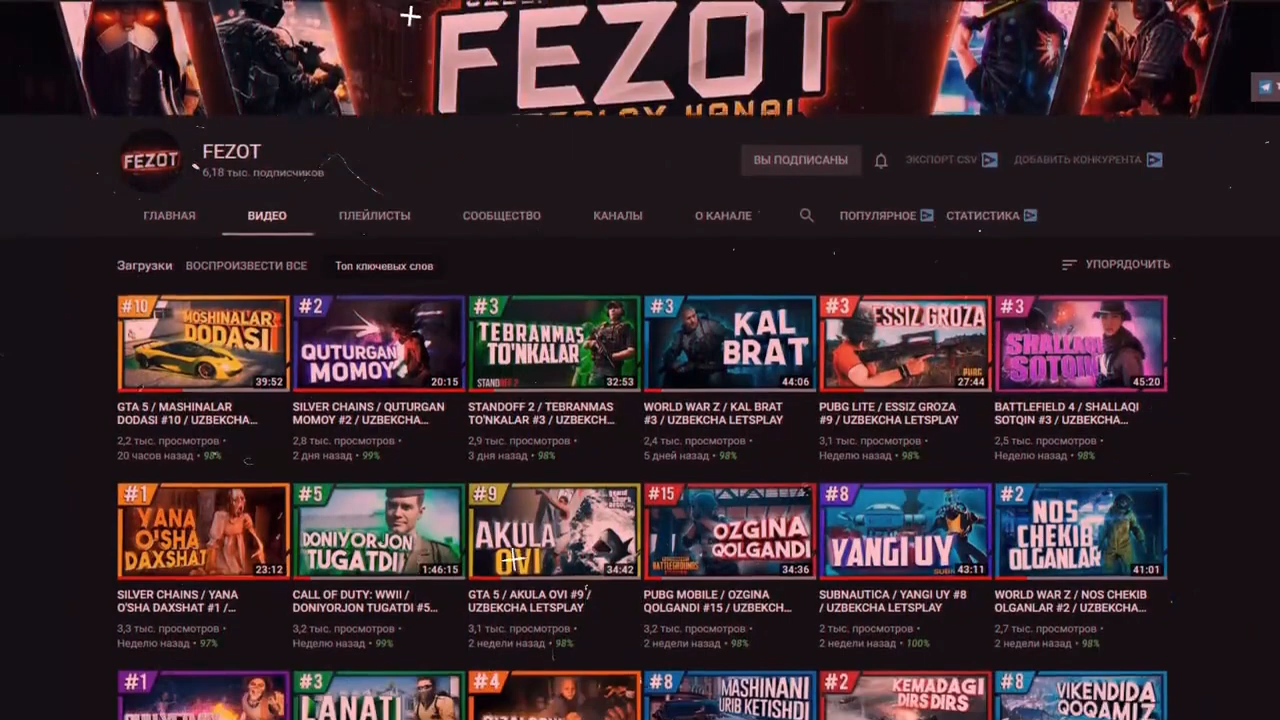 FEZOT
FEZOT
FEZOT
6,18 тыс. подписчиков
ВЫ ПОДПИСАНЫ
ЭКСПОРТ CSV
ДОБАВИТЬ КОНКУРЕНТА
ГЛАВНАЯ
ВИДЕО
ПЛЕЙЛИСТЫ
СООБЩЕСТВО
КАНАЛЫ
О КАНАЛЕ
ПОПУЛЯРНОЕ
СТАТИСТИКА
Загрузки
ВОСПРОИЗВЕСТИ ВСЕ
Топ ключевых слов
УПОРЯДОЧИТЬ
#10
MOSHINALAR
DODASI
39:52
GTA 5 / MASHINALAR
DODASI #10 / UZBEKCHA...
2,2 тыс. просмотров •
20 часов назад • 98%
#2
QUTURGAN
MOMOY
20:15
SILVER CHAINS / QUTURGAN
MOMOY #2 / UZBEKCHA...
2,8 тыс. просмотров •
2 дня назад • 99%
#3
TEBRANMAS
TO'NKALAR
STANDOFF 2
32:53
STANDOFF 2 / TEBRANMAS
TO'NKALAR #3 / UZBEKCH...
2,9 тыс. просмотров •
3 дня назад • 98%
#3
KAL
BRAT
44:06
WORLD WAR Z / KAL BRAT
#3 / UZBEKCHA LETSPLAY
2,4 тыс. просмотров •
5 дней назад • 98%
#3
ESSIZ GROZA
PUBG
27:44
PUBG LITE / ESSIZ GROZA
#9 / UZBEKCHA LETSPLAY
3,1 тыс. просмотров •
Неделю назад • 98%
#3
SHALLAQI
SOTQIN
45:20
BATTLEFIELD 4 / SHALLAQI
SOTQIN #3 / UZBEKCHA...
2,5 тыс. просмотров •
Неделю назад • 98%
#1
YANA
O'SHA
DAXSHAT
23:12
SILVER CHAINS / YANA
O'SHA DAXSHAT #1 /...
3,3 тыс. просмотров •
Неделю назад • 97%
#5
DONIYORJON
TUGATDI
1:46:15
CALL OF DUTY: WWII /
DONIYORJON TUGATDI #5...
3,2 тыс. просмотров •
Неделю назад • 99%
#9
AKULA
OVI
34:42
GTA 5 / AKULA OVI #9 /
UZBEKCHA LETSPLAY
3,1 тыс. просмотров •
2 недели назад • 98%
#15
OZGINA
QOLGANDI
BATTLEGROUNDS
34:36
PUBG MOBILE / OZGINA
QOLGANDI #15 / UZBEKCH...
3,2 тыс. просмотров •
2 недели назад • 98%
#8
YANGI UY
43:11
SUBNAUTICA / YANGI UY #8
/ UZBEKCHA LETSPLAY
2 тыс. просмотров •
2 недели назад • 100%
#2
NOS
CHEKIB
OLGANLAR
41:01
WORLD WAR Z / NOS CHEKIB
OLGANLAR #2 / UZBEKCHA...
2,7 тыс. просмотров •
2 недели назад • 98%
#1
#3
LANATI
#4
#8
MASHINANI
URIB KETISHDI
#2
KEMADAGI
DIRS DIRS
#8
VIKENDIDA
QOQAMIZ